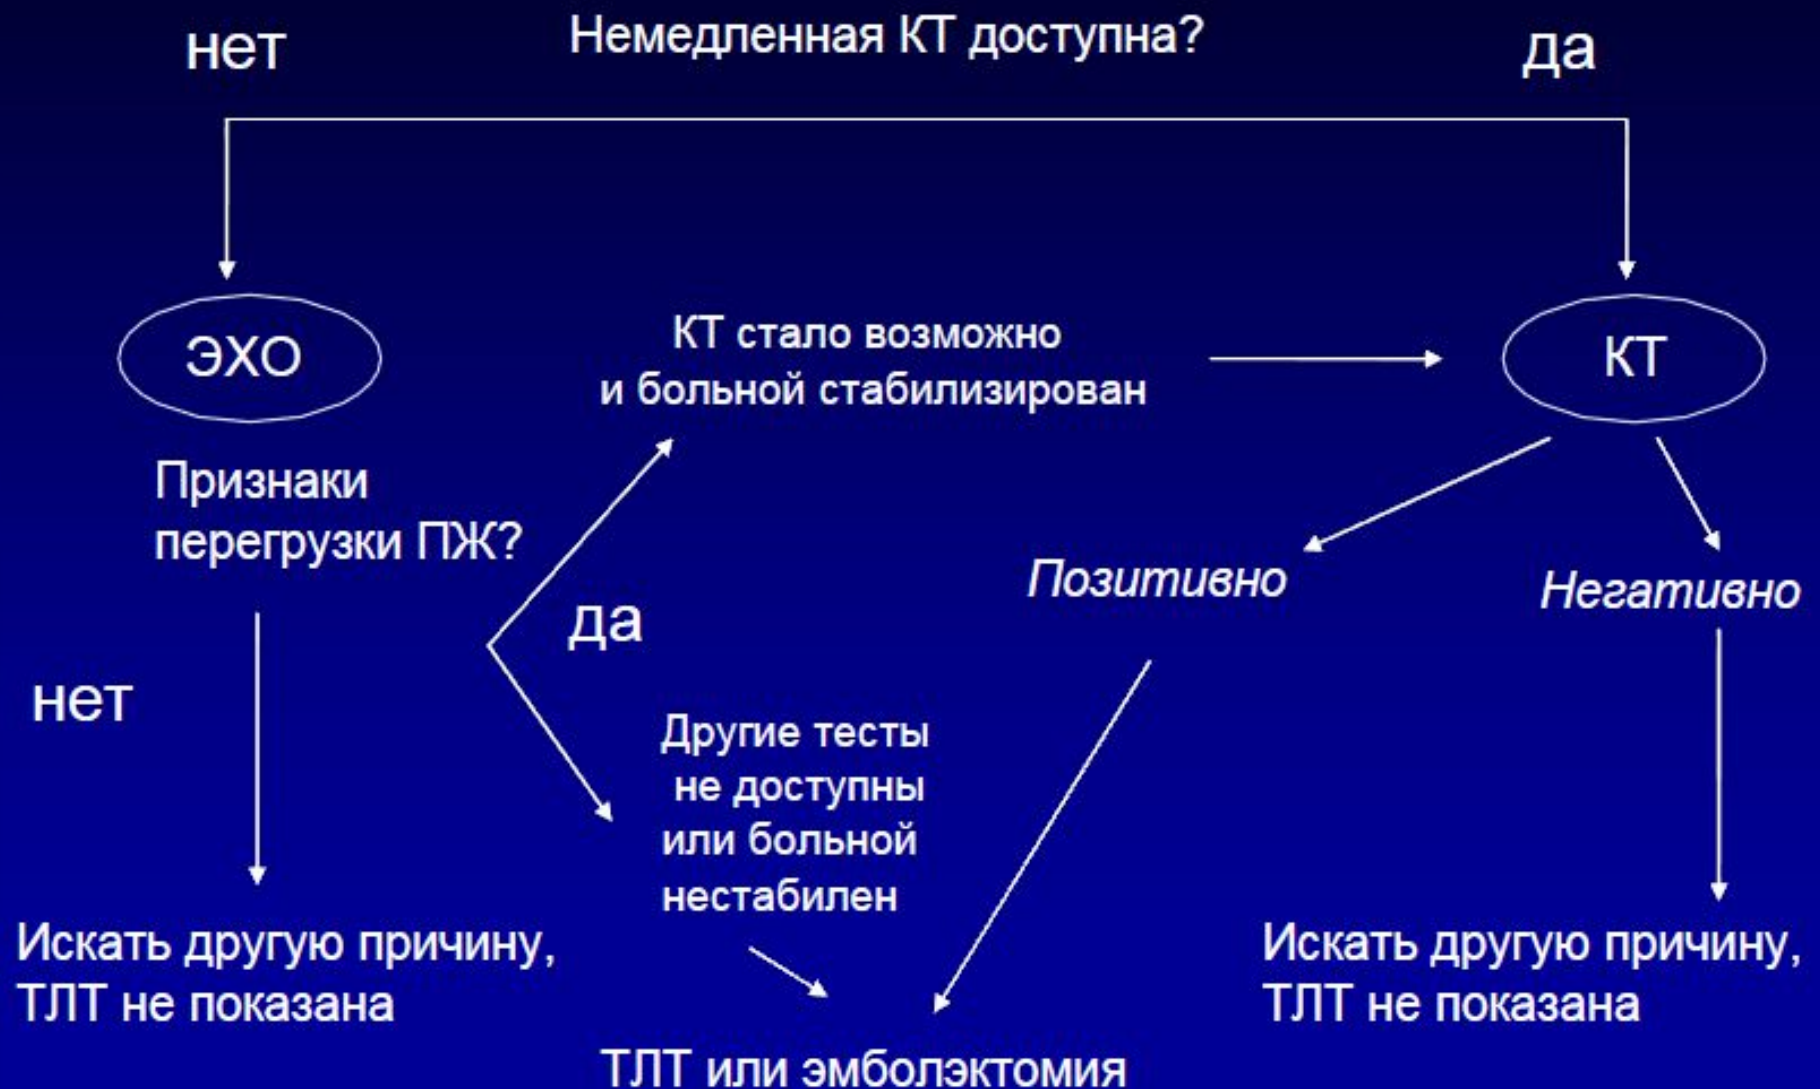 нет
Немедленная КТ доступна?
да
ЭХО
КТ стало возможно
и больной стабилизирован
КТ
Признаки
перегрузки ПЖ?
да
Позитивно
Негативно
нет
Другие тесты
не доступны
или больной
нестабилен
Искать другую причину,
ТЛТ не показана
Искать другую причину,
ТЛТ не показана
ТЛТ или эмболэктомия